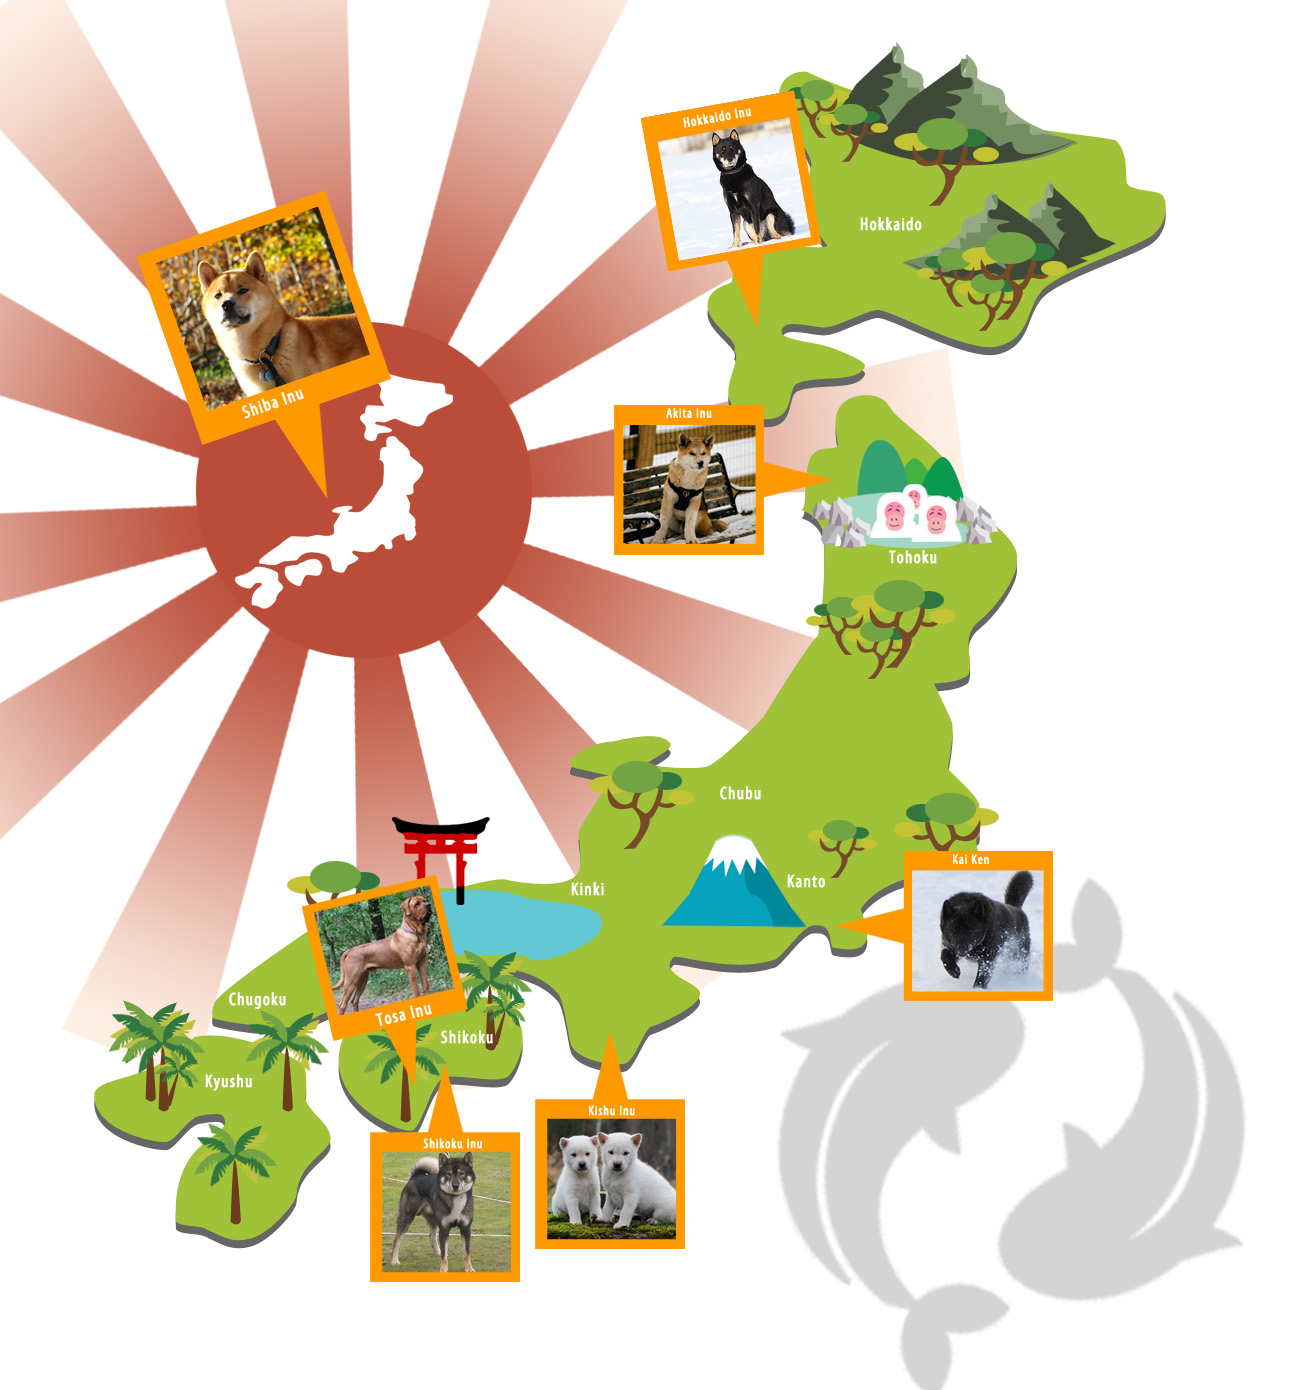 Hokkaido Inu
Hokkaido
Shiba Inu
Akita Inu
Tohoku
Chubu
Kai Ken
Kanto
Kinki
Chugoku
Tosa Inu
Shikoku
Kyushu
Kishu Inu
Shikoku Inu